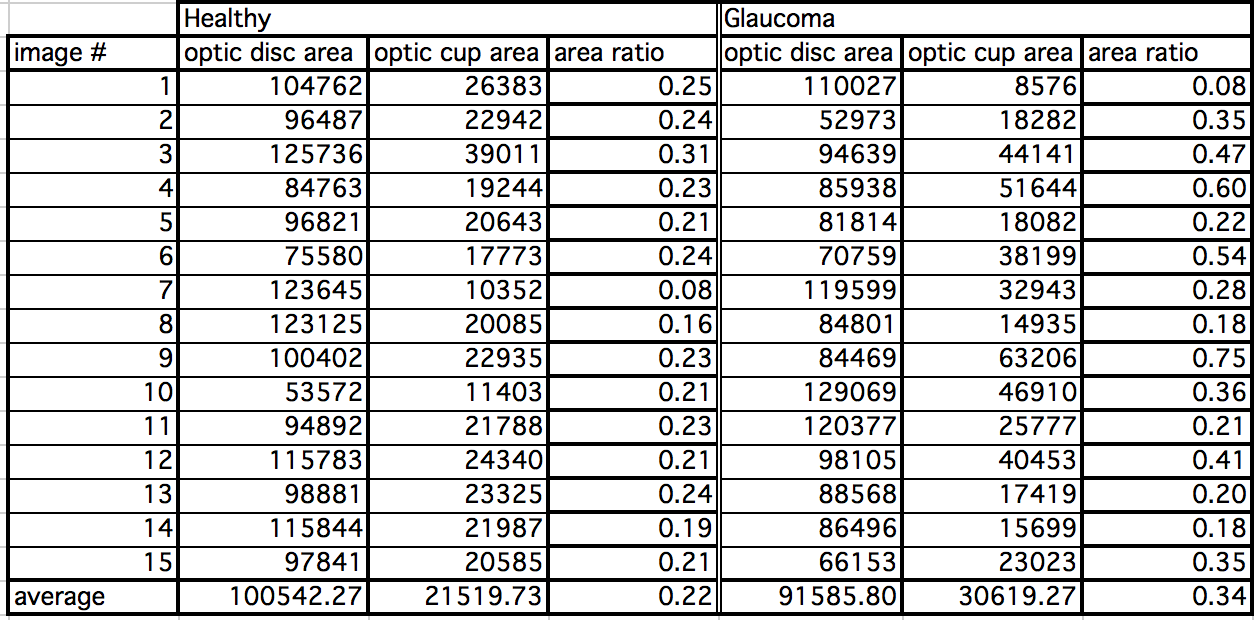 Healthy Glaucoma
image # optic disc area optic cup area area ratio optic disc area optic cup area area ratio
1 104762 26383 0.25 110027 8576 0.08
2 96487 22942 0.24 52973 18282 0.35
3 125736 39011 0.31 94639 44141 0.47
4 84763 19244 0.23 85938 51644 0.60
5 96821 20643 0.21 81814 18082 0.22
6 75580 17773 0.24 70759 38199 0.54
7 123645 10352 0.08 119599 32943 0.28
8 123125 20085 0.16 84801 14935 0.18
9 100402 22935 0.23 84469 63206 0.75
10 53572 11403 0.21 129069 46910 0.36
11 94892 21788 0.23 120377 25777 0.21
12 115783 24340 0.21 98105 40453 0.41
13 98881 23325 0.24 88568 17419 0.20
14 115844 21987 0.19 86496 15699 0.18
15 97841 20585 0.21 66153 23023 0.35
average 100542.27 21519.73 0.22 91585.80 30619.27 0.34